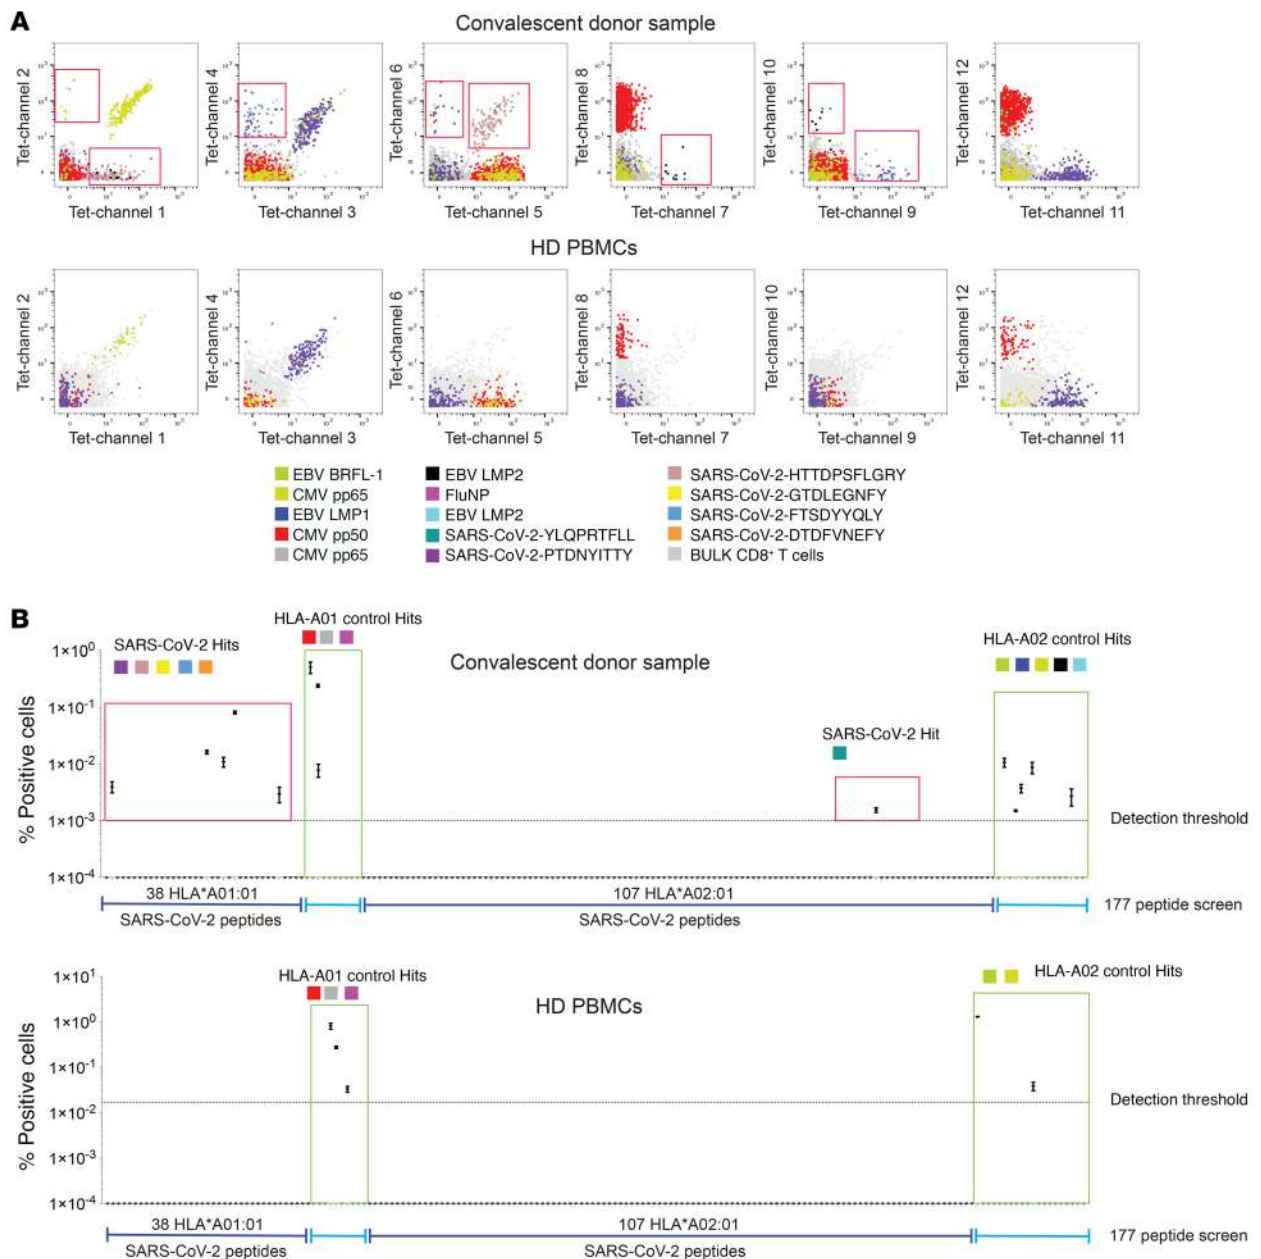 A
Convalescent donor sample
Tet-channel 2
Tet-channel 4
Tet-channel 6
Tet-channel 8
Tet-channel 10
Tet-channel 12
Tet-channel 1
Tet-channel 3
Tet-channel 5
Tet-channel 7
Tet-channel 9
Tet-channel 11
HD PBMCs
Tet-channel 2
Tet-channel 4
Tet-channel 6
Tet-channel 8
Tet-channel 10
Tet-channel 12
Tet-channel 1
Tet-channel 3
Tet-channel 5
Tet-channel 7
Tet-channel 9
Tet-channel 11
EBV BRFL-1
CMV pp65
EBV LMP1
CMV pp50
CMV pp65
EBV LMP2
FluNP
EBV LMP2
SARS-CoV-2-YLQPRTFLL
SARS-CoV-2-PTDNYITTY
SARS-CoV-2-HTTDPSFLGRY
SARS-CoV-2-GTDLEGNFY
SARS-CoV-2-FTSDYYQLY
SARS-CoV-2-DTDFVNEFY
BULK CD8⁺ T cells
B
SARS-CoV-2 Hits
HLA-A01 control Hits
Convalescent donor sample
SARS-CoV-2 Hit
HLA-A02 control Hits
% Positive cells
1×10⁰
1×10⁻¹
1×10⁻²
1×10⁻³
1×10⁻⁴
Detection threshold
38 HLA*A01:01
SARS-CoV-2 peptides
107 HLA*A02:01
SARS-CoV-2 peptides
177 peptide screen
HLA-A01 control Hits
HD PBMCs
HLA-A02 control Hits
% Positive cells
1×10¹
1×10⁰
1×10⁻¹
1×10⁻²
1×10⁻³
1×10⁻⁴
Detection threshold
38 HLA*A01:01
SARS-CoV-2 peptides
107 HLA*A02:01
SARS-CoV-2 peptides
177 peptide screen